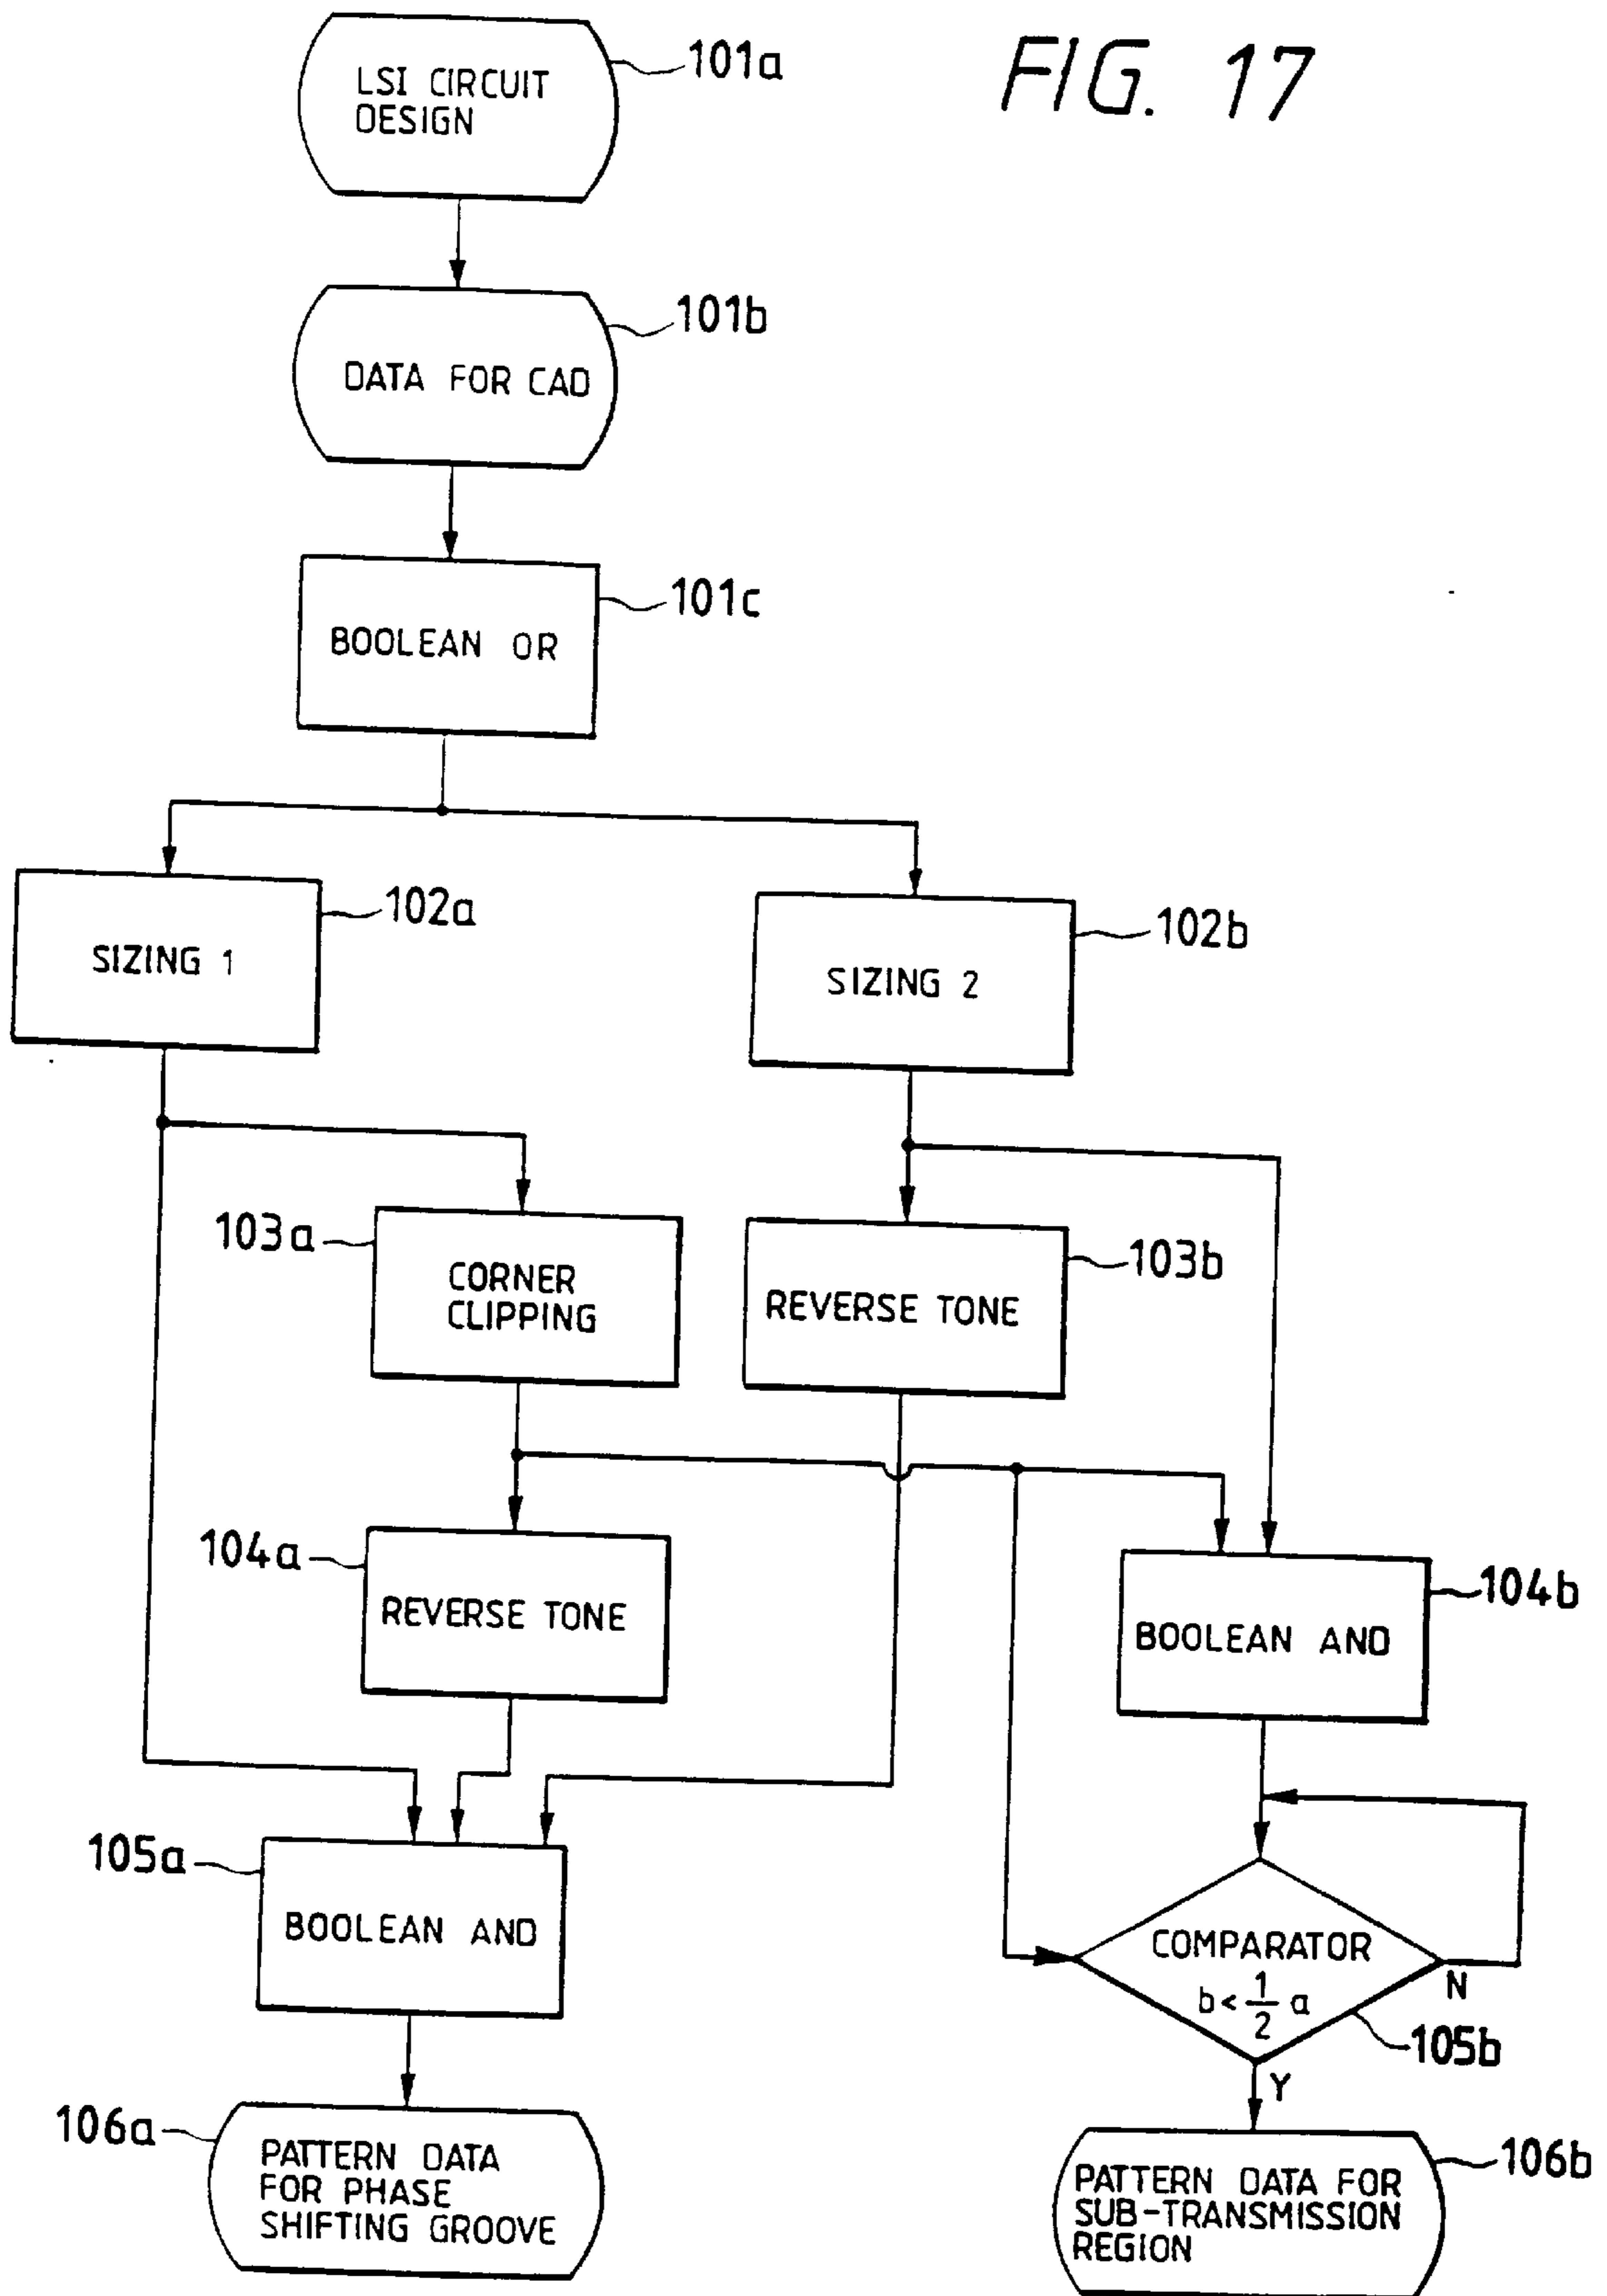 FIG. 17
101a
LSI CIRCUIT
DESIGN
101b
DATA FOR CAD
101c
BOOLEAN OR
102a
SIZING 1
102b
SIZING 2
103a
CORNER
CLIPPING
103b
REVERSE TONE
104a
REVERSE TONE
104b
BOOLEAN AND
105a
BOOLEAN AND
COMPARATOR
b < 1/2 a
N
105b
Y
106a
PATTERN DATA
FOR PHASE
SHIFTING GROOVE
106b
PATTERN DATA FOR
SUB-TRANSMISSION
REGION